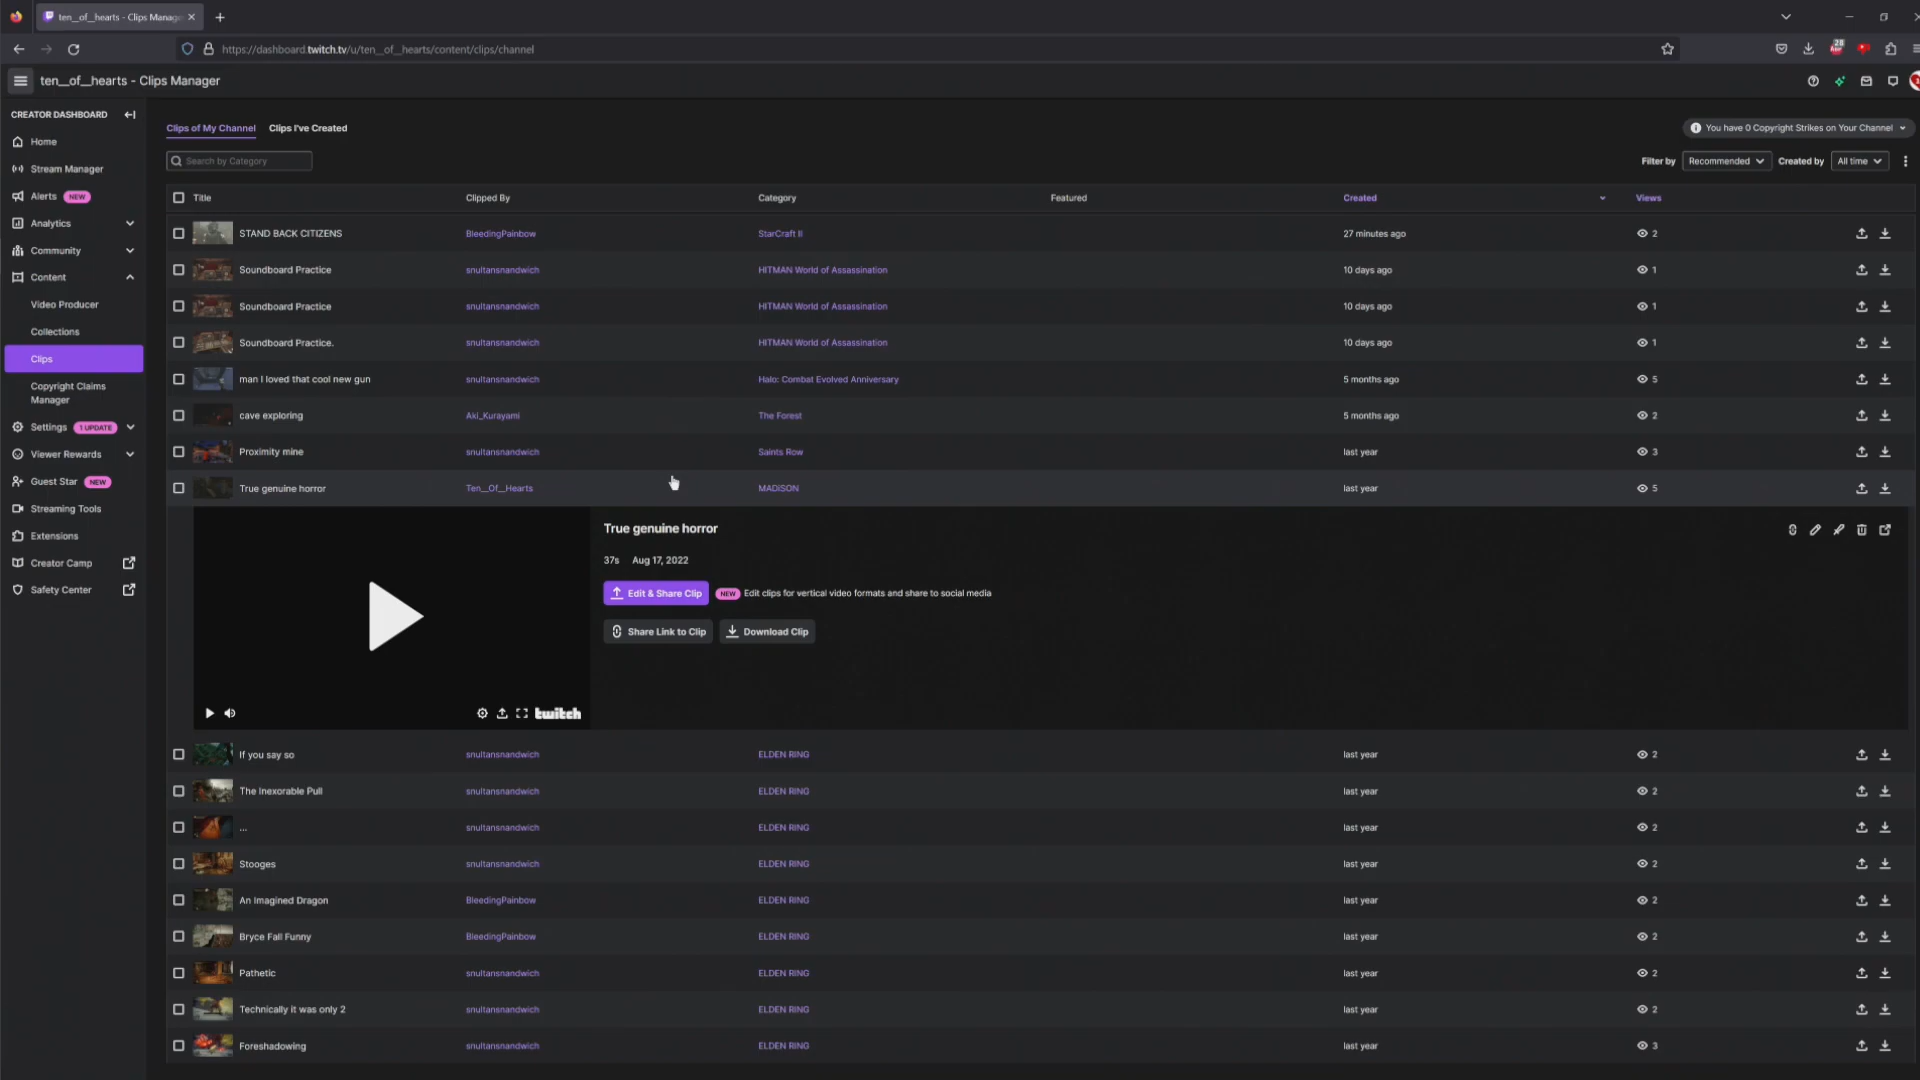 ten__of__hearts - Clips Manag
https://dashboard.twitch.tv/u/ten__of__hearts/content/clips/channel
28
ten__of__hearts - Clips Manager
CREATOR DASHBOARD
Home
Stream Manager
Alerts NEW
Analytics
Community
Content
Video Producer
Collections
Clips
Copyright Claims
Manager
Settings 1 UPDATE
Viewer Rewards
Guest Star NEW
Streaming Tools
Extensions
Creator Camp
Safety Center
Clips of My Channel Clips I've Created
You have 0 Copyright Strikes on Your Channel
Search by Category
Filter by Recommended Created by All time
Title Clipped By Category Featured Created Views
STAND BACK CITIZENS BleedingPainbow StarCraft II 27 minutes ago 2
Soundboard Practice snultansnandwich HITMAN World of Assassination 10 days ago 1
Soundboard Practice snultansnandwich HITMAN World of Assassination 10 days ago 1
Soundboard Practice. snultansnandwich HITMAN World of Assassination 10 days ago 1
man I loved that cool new gun snultansnandwich Halo: Combat Evolved Anniversary 5 months ago 5
cave exploring Aki_Kurayami The Forest 5 months ago 2
Proximity mine snultansnandwich Saints Row last year 3
True genuine horror Ten__Of__Hearts MADiSON last year 5
True genuine horror
37s Aug 17, 2022
Edit & Share Clip NEW Edit clips for vertical video formats and share to social media
Share Link to Clip Download Clip
twitch
If you say so snultansnandwich ELDEN RING last year 2
The Inexorable Pull snultansnandwich ELDEN RING last year 2
... snultansnandwich ELDEN RING last year 2
Stooges snultansnandwich ELDEN RING last year 2
An Imagined Dragon BleedingPainbow ELDEN RING last year 2
Bryce Fall Funny BleedingPainbow ELDEN RING last year 2
Pathetic snultansnandwich ELDEN RING last year 2
Technically it was only 2 snultansnandwich ELDEN RING last year 2
Foreshadowing snultansnandwich ELDEN RING last year 3